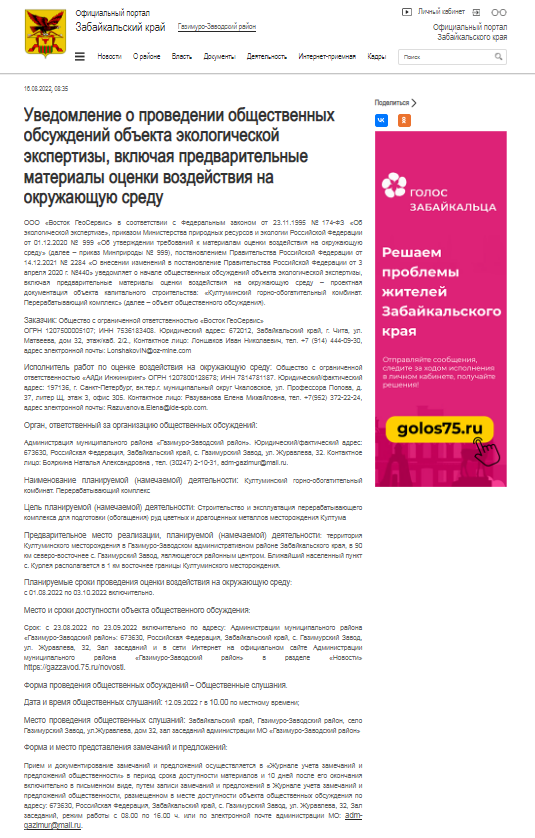 Официальный портал
Забайкальский край
Газимуро-Заводский район
Личный кабинет
Официальный портал
Забайкальского края
Новости О районе Власть Документы Деятельность Интернет-приемная Кадры
Поиск
16.08.2022, 08:35
Уведомление о проведении общественных
обсуждений объекта экологической
экспертизы, включая предварительные
материалы оценки воздействия на
окружающую среду
ООО «Восток ГеоСервис» в соответствии с Федеральным законом от 23.11.1995 №174-ФЗ «Об
экологической экспертизе», приказом Министерства природных ресурсов и экологии Российской Федерации
от 01.12.2020 № 999 «Об утверждении требований к материалам оценки воздействия на окружающую
среду» (далее – приказ Минприроды № 999), постановлением Правительства Российской Федерации от
14.12.2021 № 2284 «О внесении изменений в постановление Правительства Российской Федерации от 3
апреля 2020 г. №440» уведомляет о начале общественных обсуждений объекта экологической экспертизы,
включая предварительные материалы оценки воздействия на окружающую среду – проектная
документация объекта капитального строительства: «Култуминский горно-обогатительный комбинат.
Перерабатывающий комплекс» (далее – объект общественного обсуждения).
Заказчик: Общество с ограниченной ответственностью «Восток ГеоСервис»
ОГРН 1207500005107; ИНН 7536183408. Юридический адрес: 672012, Забайкальский край, г. Чита, ул.
Матвеева, дом 32, этаж/каб. 2/2., Контактное лицо: Лоншаков Иван Николаевич, тел. +7 (914) 444-09-30,
адрес электронной почты: LonshakovIN@oz-mine.com
Исполнитель работ по оценке воздействия на окружающую среду: Общество с ограниченной
ответственностью «АйДи Инжиниринг» ОГРН 1207800128678; ИНН 7814781187. Юридический/фактический
адрес: 197136, г. Санкт-Петербург, вн.тер.г. муниципальный округ Чкаловское, ул. Профессора Попова, д.
37, литер Щ, этаж 3, офис 305. Контактное лицо: Разуванова Елена Михайловна, тел. +7(952) 372-22-24,
адрес электронной почты: Razuvanova.Elena@ide-spb.com.
Орган, ответственный за организацию общественных обсуждений:
Администрация муниципального района «Газимуро-Заводский район». Юридический/фактический адрес:
673630, Российская Федерация, Забайкальский край, с. Газимурский Завод, ул. Журавлева, 32. Контактное
лицо: Бояркина Наталья Александровна , тел. (30247) 2-10-31, adm-gazimur@mail.ru.
Наименование планируемой (намечаемой) деятельности: Култуминский горно-обогатительный
комбинат. Перерабатывающий комплекс
Цель планируемой (намечаемой) деятельности: Строительство и эксплуатация перерабатывающего
комплекса для подготовки (обогащения) руд цветных и драгоценных металлов месторождения Култума
Предварительное место реализации, планируемой (намечаемой) деятельности: территория
Култуминского месторождения в Газимуро-Заводском административном районе Забайкальского края, в 90
км северо-восточнее с. Газимурский Завод, являющегося районным центром. Ближайший населенный пункт
с. Курлея располагается в 1 км восточнее границы Култуминского месторождения.
Планируемые сроки проведения оценки воздействия на окружающую среду:
с 01.08.2022 по 03.10.2022 включительно.
Место и сроки доступности объекта общественного обсуждения:
Срок: с 23.08.2022 по 23.09.2022 включительно по адресу: Администрации муниципального района
«Газимуро-Заводский район»: 673630, Российская Федерация, Забайкальский край, с. Газимурский Завод,
ул. Журавлева, 32, Зал заседаний и в сети Интернет на официальном сайте Администрации
муниципального района «Газимуро-Заводский район» в разделе «Новости»
https://gazzavod.75.ru/novosti.
Форма проведения общественных обсуждений – Общественные слушания.
Дата и время общественных слушаний: 12.09.2022 г в 10.00 по местному времени;
Место проведения общественных слушаний: Забайкальский край, Газимуро-Заводский район, село
Газимурский Завод, ул.Журавлева, дом 32, зал заседаний администрации МО «Газимуро-Заводский район»
Форма и место представления замечаний и предложений:
Прием и документирование замечаний и предложений осуществляется в «Журнале учета замечаний и
предложений общественности» в период срока доступности материалов и 10 дней после его окончания
включительно в письменном виде, путем записи замечаний и предложений в Журнале учета замечаний и
предложений общественности, размещенном в месте доступности объекта общественных обсуждений по
адресу: 673630, Российская Федерация, Забайкальский край, с. Газимурский Завод, ул. Журавлева, 32, Зал
заседаний, режим работы с 08.00 по 16.00 ч. или по электронной почте администрации МО: adm-
gazimur@mail.ru.
Поделиться
ГОЛОС
ЗАБАЙКАЛЬЦА
Решаем
проблемы
жителей
Забайкальского
края
Отправляйте сообщения,
следите за ходом исполнения
в личном кабинете, получайте
решения!
golos75.ru